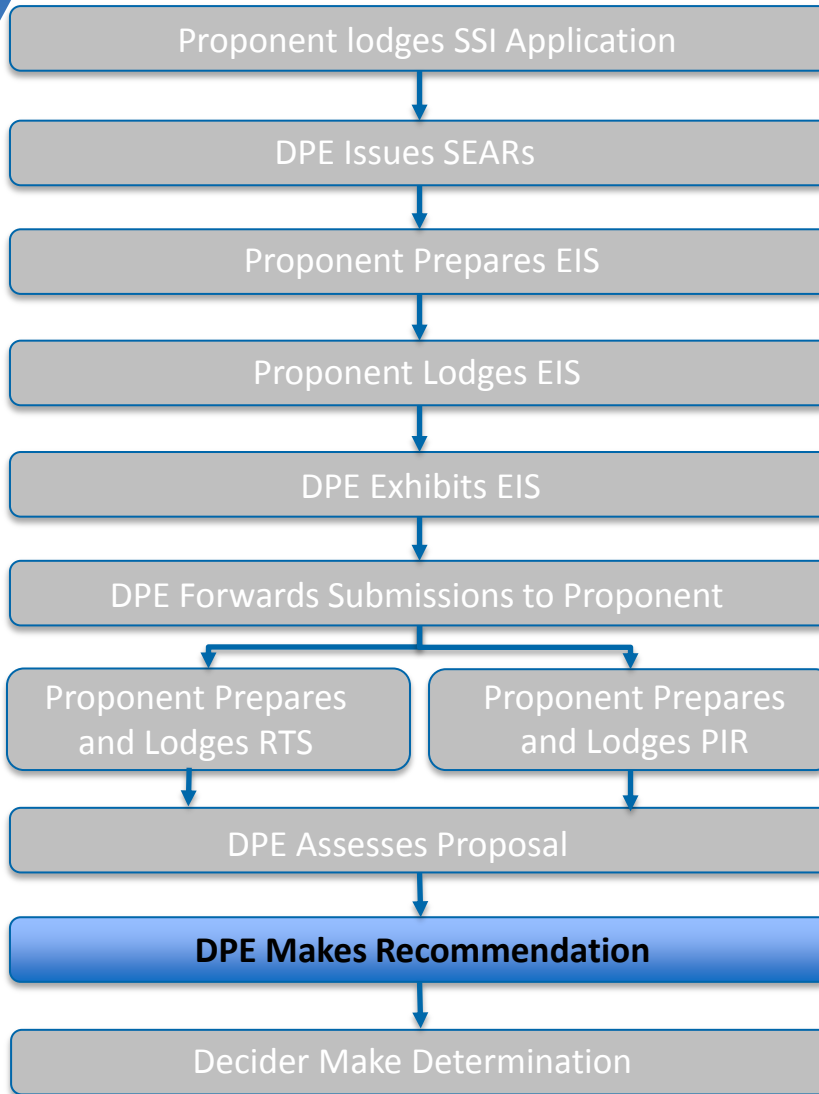 Proponent lodges SSI Application
DPE Issues SEARs
Proponent Prepares EIS
Proponent Lodges EIS
DPE Exhibits EIS
DPE Forwards Submissions to Proponent
Proponent Prepares
and Lodges RTS
Proponent Prepares
and Lodges PIR
DPE Assesses Proposal
DPE Makes Recommendation
Decider Make Determination